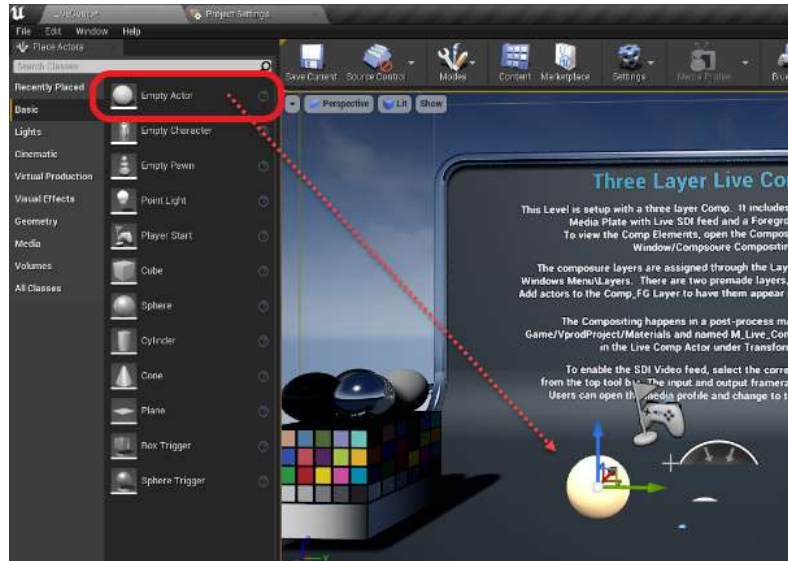 LiveComp
Project Settings
File Edit Window Help
Place Actors
Search Classes
Recently Placed
Basic
Lights
Cinematic
Virtual Production
Visual Effects
Geometry
Media
Volumes
All Classes
Empty Actor
Empty Character
Empty Pawn
Point Light
Player Start
Cube
Sphere
Cylinder
Cone
Plane
Box Trigger
Sphere Trigger
Save Current Source Control Modes Content Marketplace Settings Media Profile Blue
Perspective Lit Show
Three Layer Live Co
This Level is setup with a three layer Comp. It includes
Media Plate with Live SDI feed and a Foregro
To view the Comp Elements, open the Compos
Window/Composure Compositin
The composure layers are assigned through the Lay
Windows Menu\Layers. There are two premade layers,
Add actors to the Comp_FG Layer to have them appear
The Compositing happens in a post-process ma
Game/VprodProject/Materials and named M_Live_Com
in the Live Comp Actor under Transform
To enable the SDI Video feed, select the corre
from the top tool bar. The input and output framera
Users can open the media profile and change to t
Y